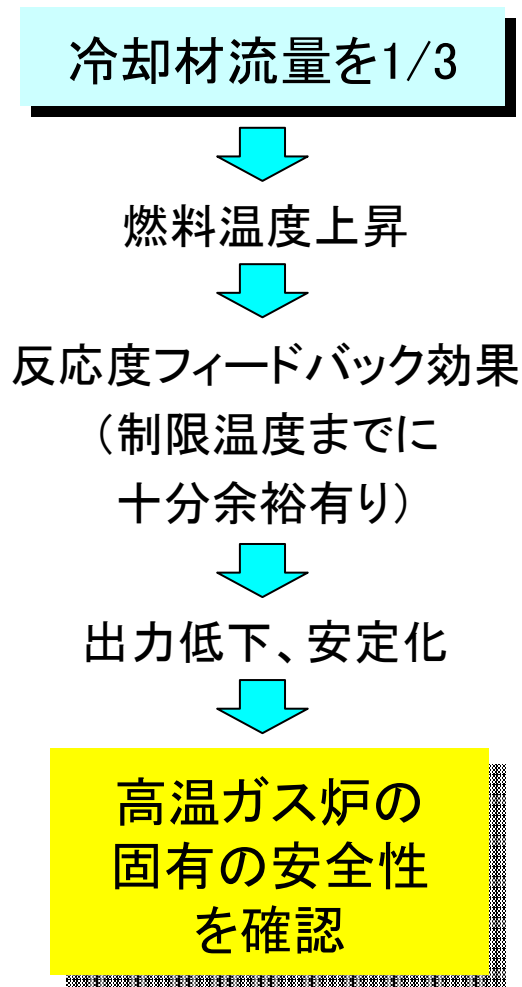 冷却材流量を1/3
燃料温度上昇
反応度フィードバック効果
（制限温度までに
十分余裕有り）
出力低下、安定化
高温ガス炉の
固有の安全性
を確認